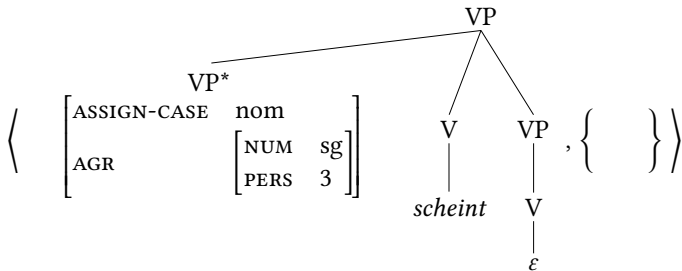 VP
VP*
⟨ [ASSIGN-CASE nom
AGR [NUM sg
PERS 3]] V VP , { } ⟩
scheint V
ε